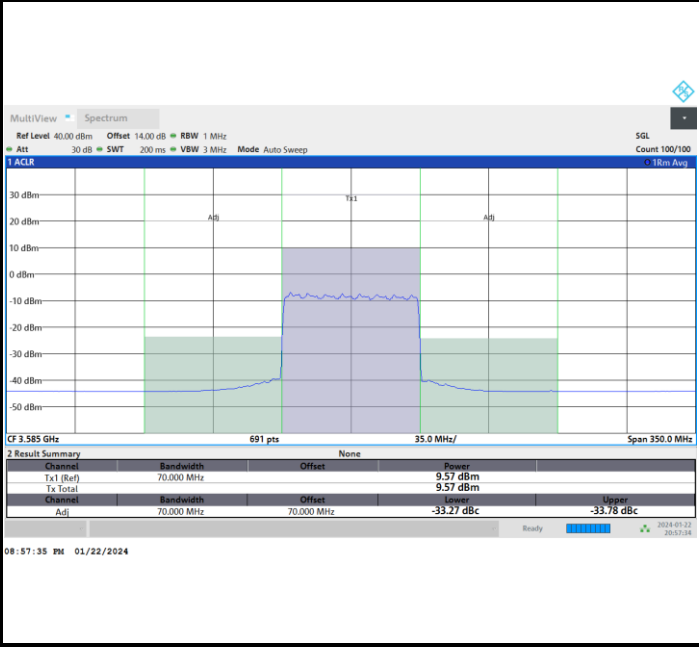 MultiView Spectrum
Ref Level 40.00 dBm Offset 14.00 dB RBW 1 MHz SGL
Att 30 dB SWT 200 ms VBW 3 MHz Mode Auto Sweep Count 100/100
1 ACLR 1Rm Avg
30 dBm
Tx1
20 dBm Adj Adj
10 dBm
0 dBm
-10 dBm
-20 dBm
-30 dBm
-40 dBm
-50 dBm
CF 3.585 GHz 691 pts 35.0 MHz/ Span 350.0 MHz
2 Result Summary None
Channel Bandwidth Offset Power
Tx1 (Ref) 70.000 MHz 9.57 dBm
Tx Total 9.57 dBm
Channel Bandwidth Offset Lower Upper
Adj 70.000 MHz 70.000 MHz -33.27 dBc -33.78 dBc
Ready 2024-01-22
20:57:34
08:57:35 PM 01/22/2024